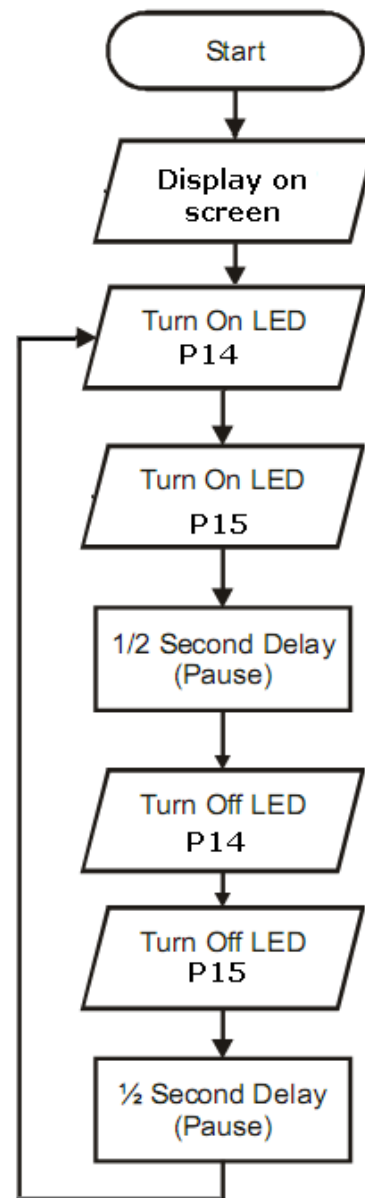 Start
Display on
screen
Turn On LED
P14
Turn On LED
P15
1/2 Second Delay
(Pause)
Turn Off LED
P14
Turn Off LED
P15
½ Second Delay
(Pause)